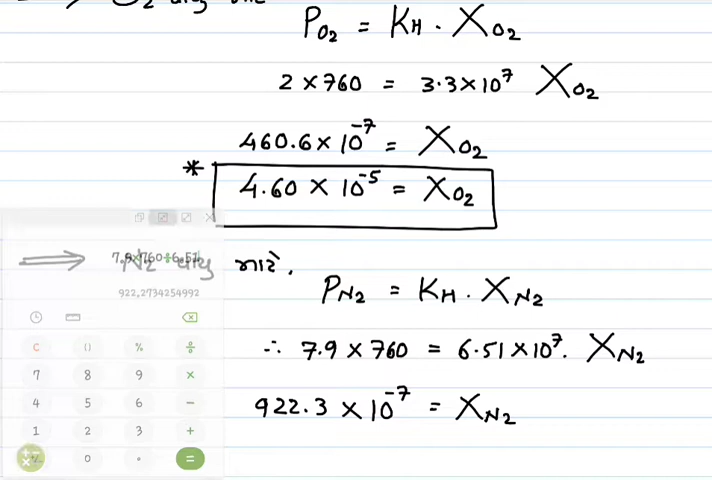 O₂ વાયુ માટે
P_O₂ = K_H . X_O₂
2 × 760 = 3.3 × 10⁷ X_O₂
460.6 × 10⁻⁷ = X_O₂
* 4.60 × 10⁻⁵ = X_O₂
⟹ N₂ વાયુ માટે,
7.9×760÷6.51
922.2734254992
P_N₂ = K_H . X_N₂
∴ 7.9 × 760 = 6.51 × 10⁷. X_N₂
922.3 × 10⁻⁷ = X_N₂
C () % ÷
7 8 9 ×
4 5 6 −
1 2 3 +
0 . =